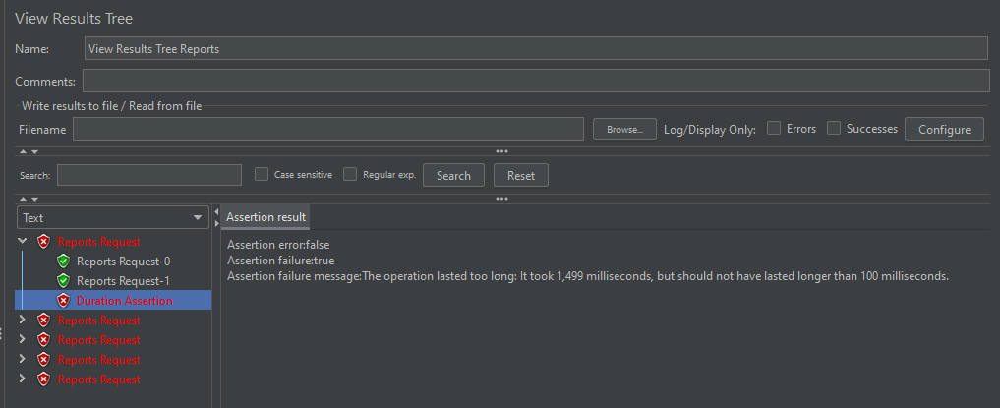 View Results Tree
Name: View Results Tree Reports
Comments:
Write results to file / Read from file
Filename Browse... Log/Display Only: Errors Successes Configure
Search: Case sensitive Regular exp. Search Reset
Text
Assertion result
Reports Request
Reports Request-0
Reports Request-1
Duration Assertion
Reports Request
Reports Request
Reports Request
Reports Request
Assertion error:false
Assertion failure:true
Assertion failure message:The operation lasted too long: It took 1,499 milliseconds, but should not have lasted longer than 100 milliseconds.